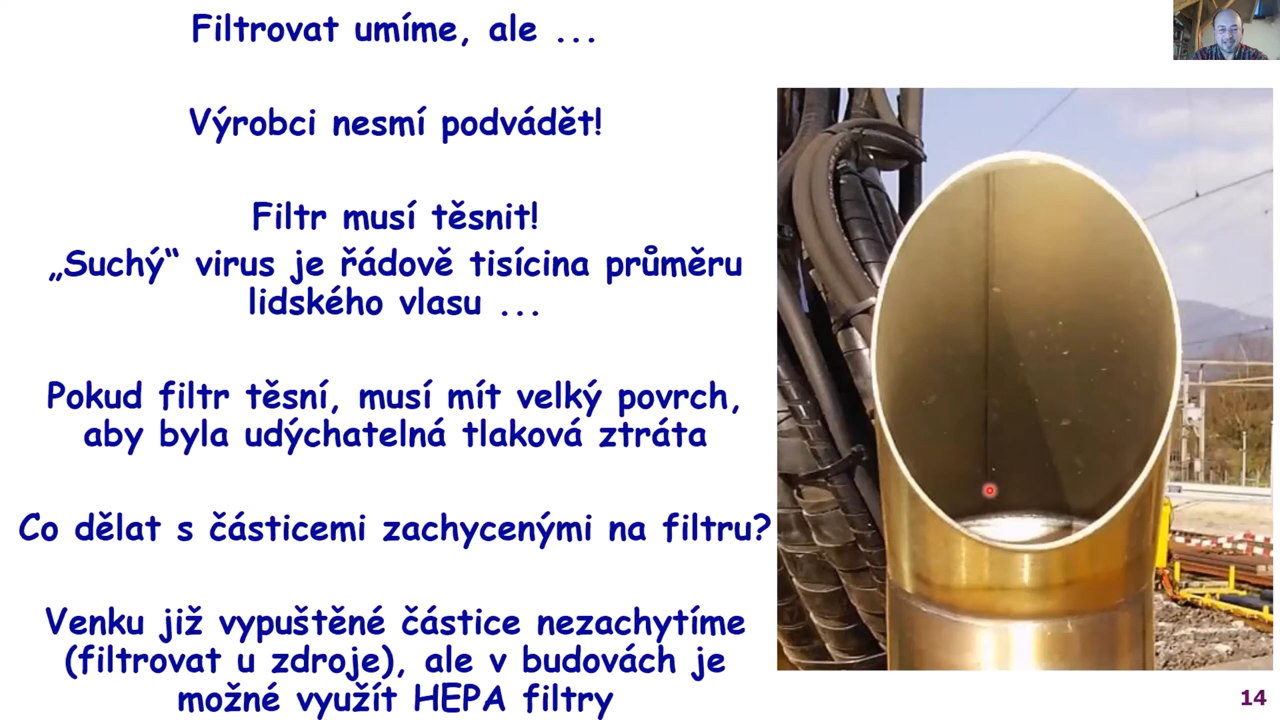 Filtrovat umíme, ale ...
Výrobci nesmí podvádět!
Filtr musí těsnit!
„Suchý“ virus je řádově tisícina průměru
lidského vlasu ...
Pokud filtr těsní, musí mít velký povrch,
aby byla udýchatelná tlaková ztráta
Co dělat s částicemi zachycenými na filtru?
Venku již vypuštěné částice nezachytíme
(filtrovat u zdroje), ale v budovách je
možné využít HEPA filtry
14